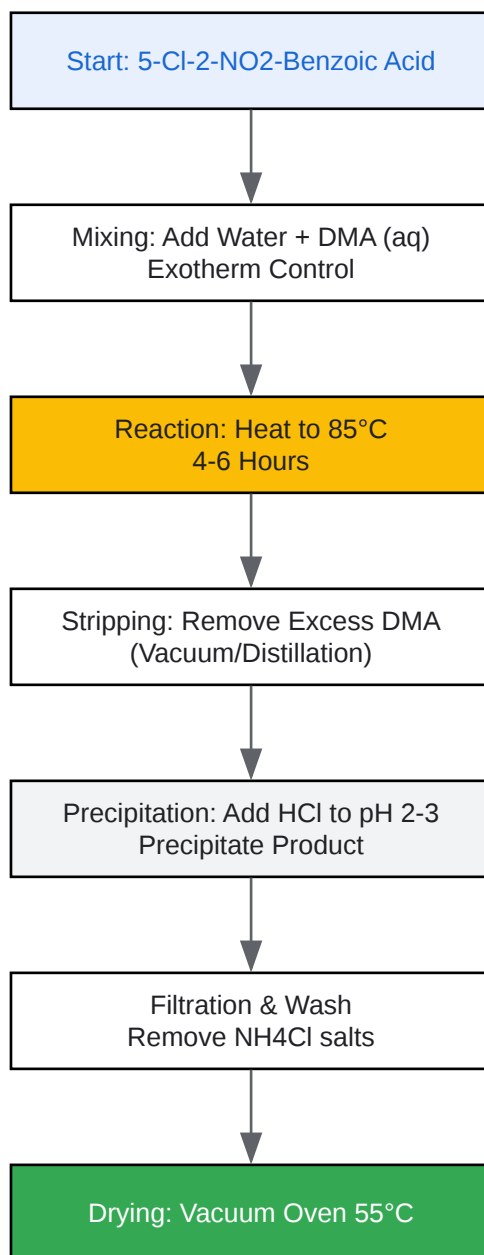 Start: 5-Cl-2-NO2-Benzoic Acid
Mixing: Add Water + DMA (aq)
Exotherm Control
Reaction: Heat to 85°C
4-6 Hours
Stripping: Remove Excess DMA
(Vacuum/Distillation)
Precipitation: Add HCl to pH 2-3
Precipitate Product
Filtration & Wash
Remove NH4Cl salts
Drying: Vacuum Oven 55°C